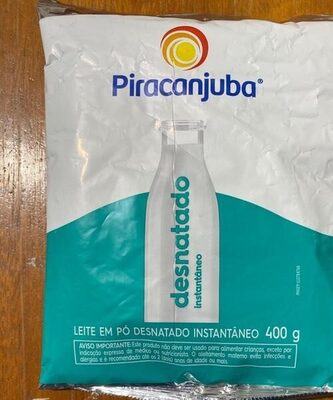 Piracanjuba®
desnatado
instantâneo
LEITE EM PÓ DESNATADO INSTANTÂNEO 400 g
AVISO IMPORTANTE: Este produto não deve ser usado para alimentar crianças, exceto por
indicação expressa de médico ou nutricionista. O aleitamento materno evita infecções e
alergias e é recomendado até os 2 (dois) anos de idade ou mais.